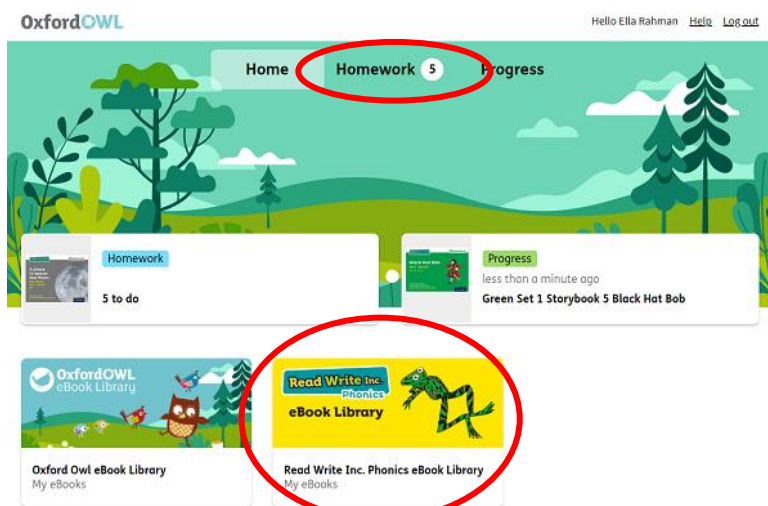 OxfordOWL
Hello Ella Rahman Help Log out
Home Homework 5 Progress
Homework
5 to do
Progress
less than a minute ago
Green Set 1 Storybook 5 Black Hat Bob
OxfordOWL
eBook Library
Read Write Inc.
Phonics
eBook Library
Oxford Owl eBook Library
My eBooks
Read Write Inc. Phonics eBook Library
My eBooks